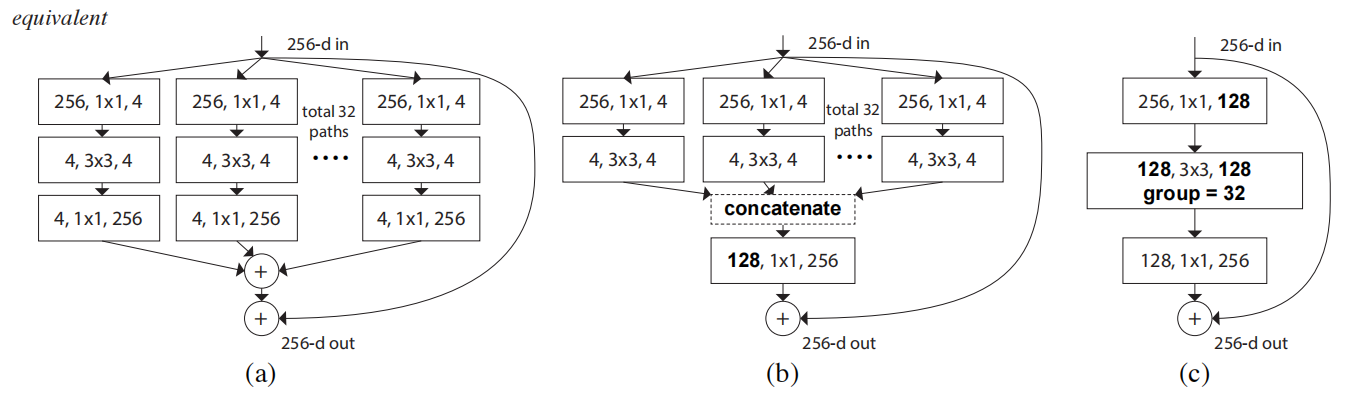 equivalent
256-d in
256, 1x1, 4
256, 1x1, 4
total 32
paths
....
256, 1x1, 4
4, 3x3, 4
4, 3x3, 4
4, 3x3, 4
4, 1x1, 256
4, 1x1, 256
4, 1x1, 256
+
+
256-d out
(a)
256-d in
256, 1x1, 4
256, 1x1, 4
total 32
paths
....
256, 1x1, 4
4, 3x3, 4
4, 3x3, 4
4, 3x3, 4
concatenate
128, 1x1, 256
+
256-d out
(b)
256-d in
256, 1x1, 128
128, 3x3, 128
group = 32
128, 1x1, 256
+
256-d out
(c)